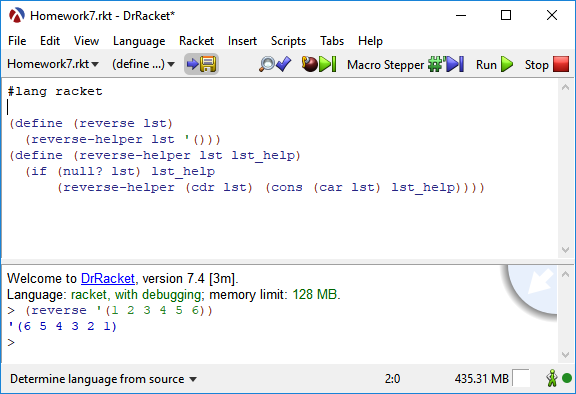 Homework7.rkt - DrRacket*
File Edit View Language Racket Insert Scripts Tabs Help
Homework7.rkt▾ (define ...)▾ Macro Stepper Run Stop
#lang racket
(define (reverse lst)
  (reverse-helper lst '()))
(define (reverse-helper lst lst_help)
  (if (null? lst) lst_help
      (reverse-helper (cdr lst) (cons (car lst) lst_help))))
Welcome to DrRacket, version 7.4 [3m].
Language: racket, with debugging; memory limit: 128 MB.
> (reverse '(1 2 3 4 5 6))
'(6 5 4 3 2 1)
>
Determine language from source▾ 2:0 435.31 MB